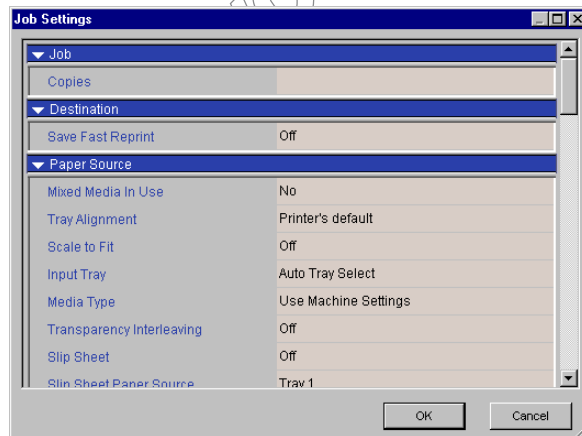 Job Settings
Job
Copies
Destination
Save Fast Reprint Off
Paper Source
Mixed Media In Use No
Tray Alignment Printer's default
Scale to Fit Off
Input Tray Auto Tray Select
Media Type Use Machine Settings
Transparency Interleaving Off
Slip Sheet Off
Slip Sheet Paper Source Tray 1
OK Cancel